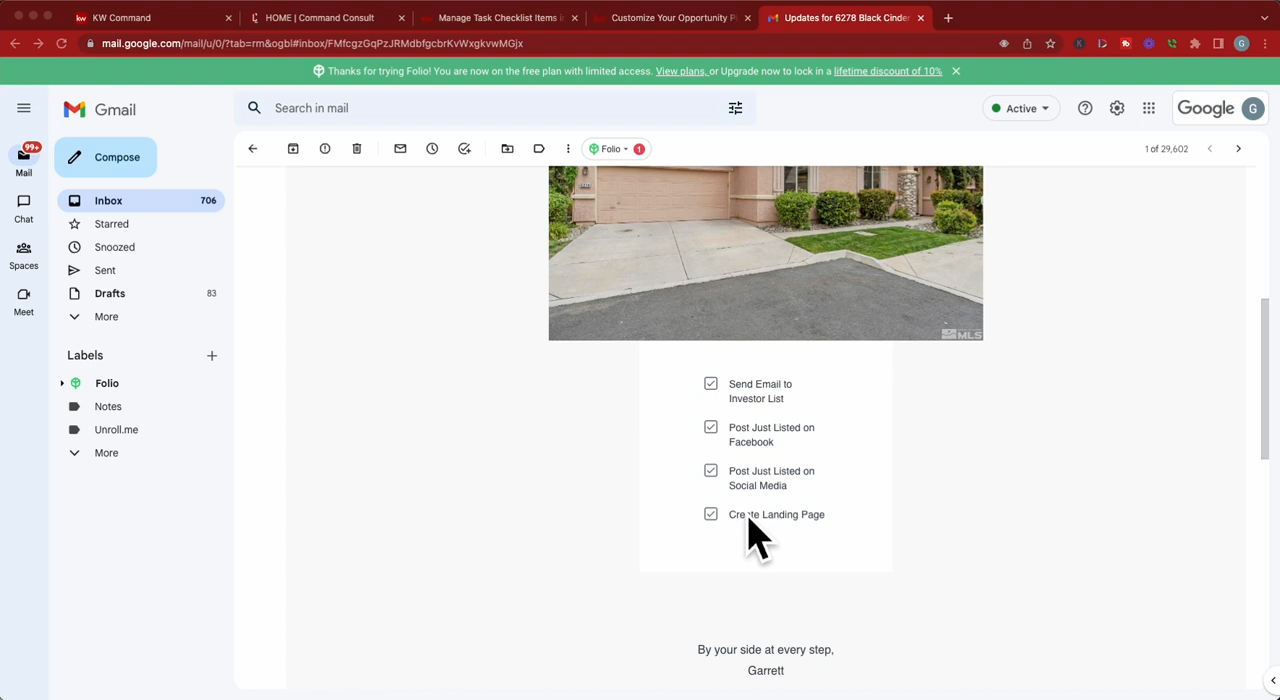 KW Command
HOME | Command Consult
Manage Task Checklist Items i
Customize Your Opportunity P
Updates for 6278 Black Cinder
mail.google.com/mail/u/0/?tab=rm&ogbl#inbox/FMfcgzGqPzJRMdbfgcbrKvWxgkvwMGjx
G
Thanks for trying Folio! You are now on the free plan with limited access. View plans, or Upgrade now to lock in a lifetime discount of 10%
Gmail
Search in mail
Active
Google
G
99+
Mail
Chat
Spaces
Meet
Compose
Inbox 706
Starred
Snoozed
Sent
Drafts 83
More
Labels
Folio
Notes
Unroll.me
More
Folio 1
1 of 29,602
MLS
Send Email to
Investor List
Post Just Listed on
Facebook
Post Just Listed on
Social Media
Create Landing Page
By your side at every step,
Garrett